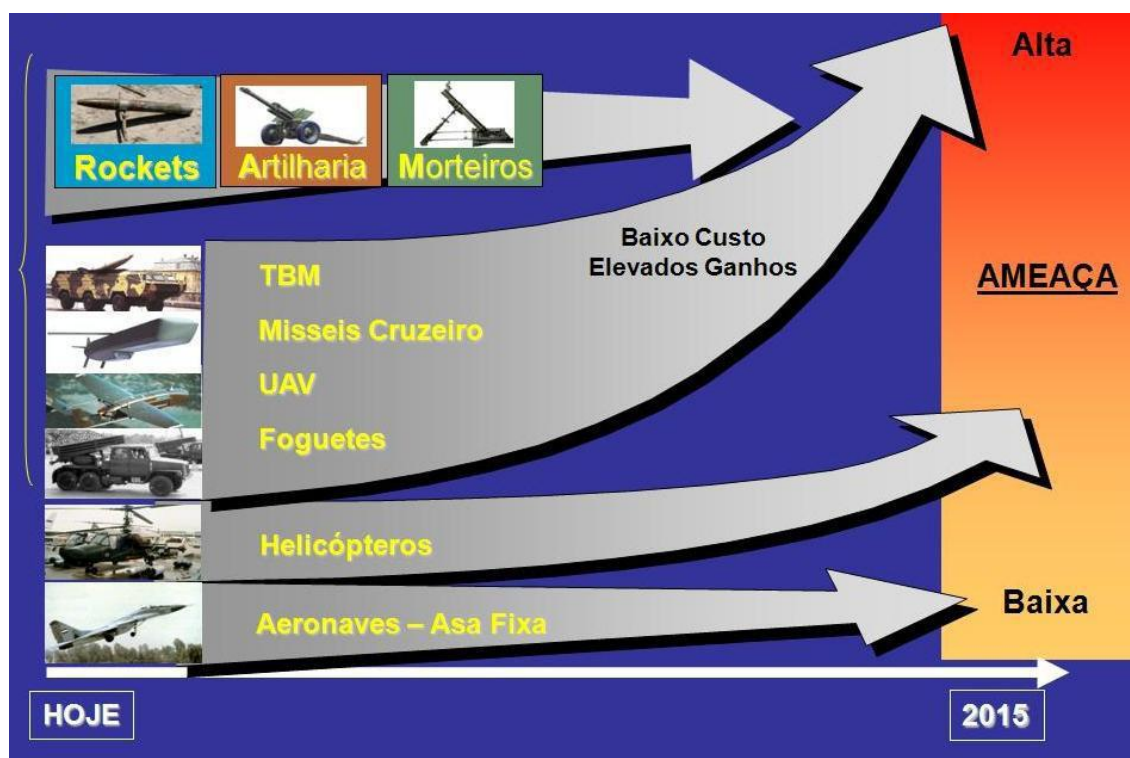 Alta
Rockets
Artilharia
Morteiros
Baixo Custo
Elevados Ganhos
TBM
AMEAÇA
Misseis Cruzeiro
UAV
Foguetes
Helicópteros
Baixa
Aeronaves – Asa Fixa
HOJE
2015